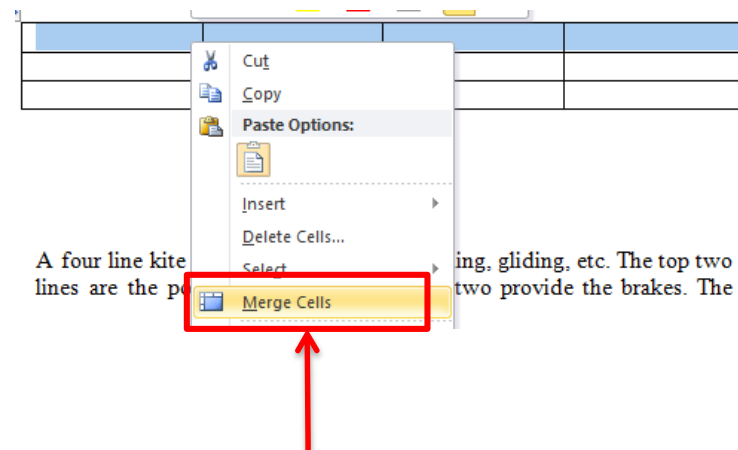 Cut
Copy
Paste Options:
Insert
Delete Cells...
A four line kite ing, gliding, etc. The top two
Select
lines are the two provide the brakes. The
Merge Cells